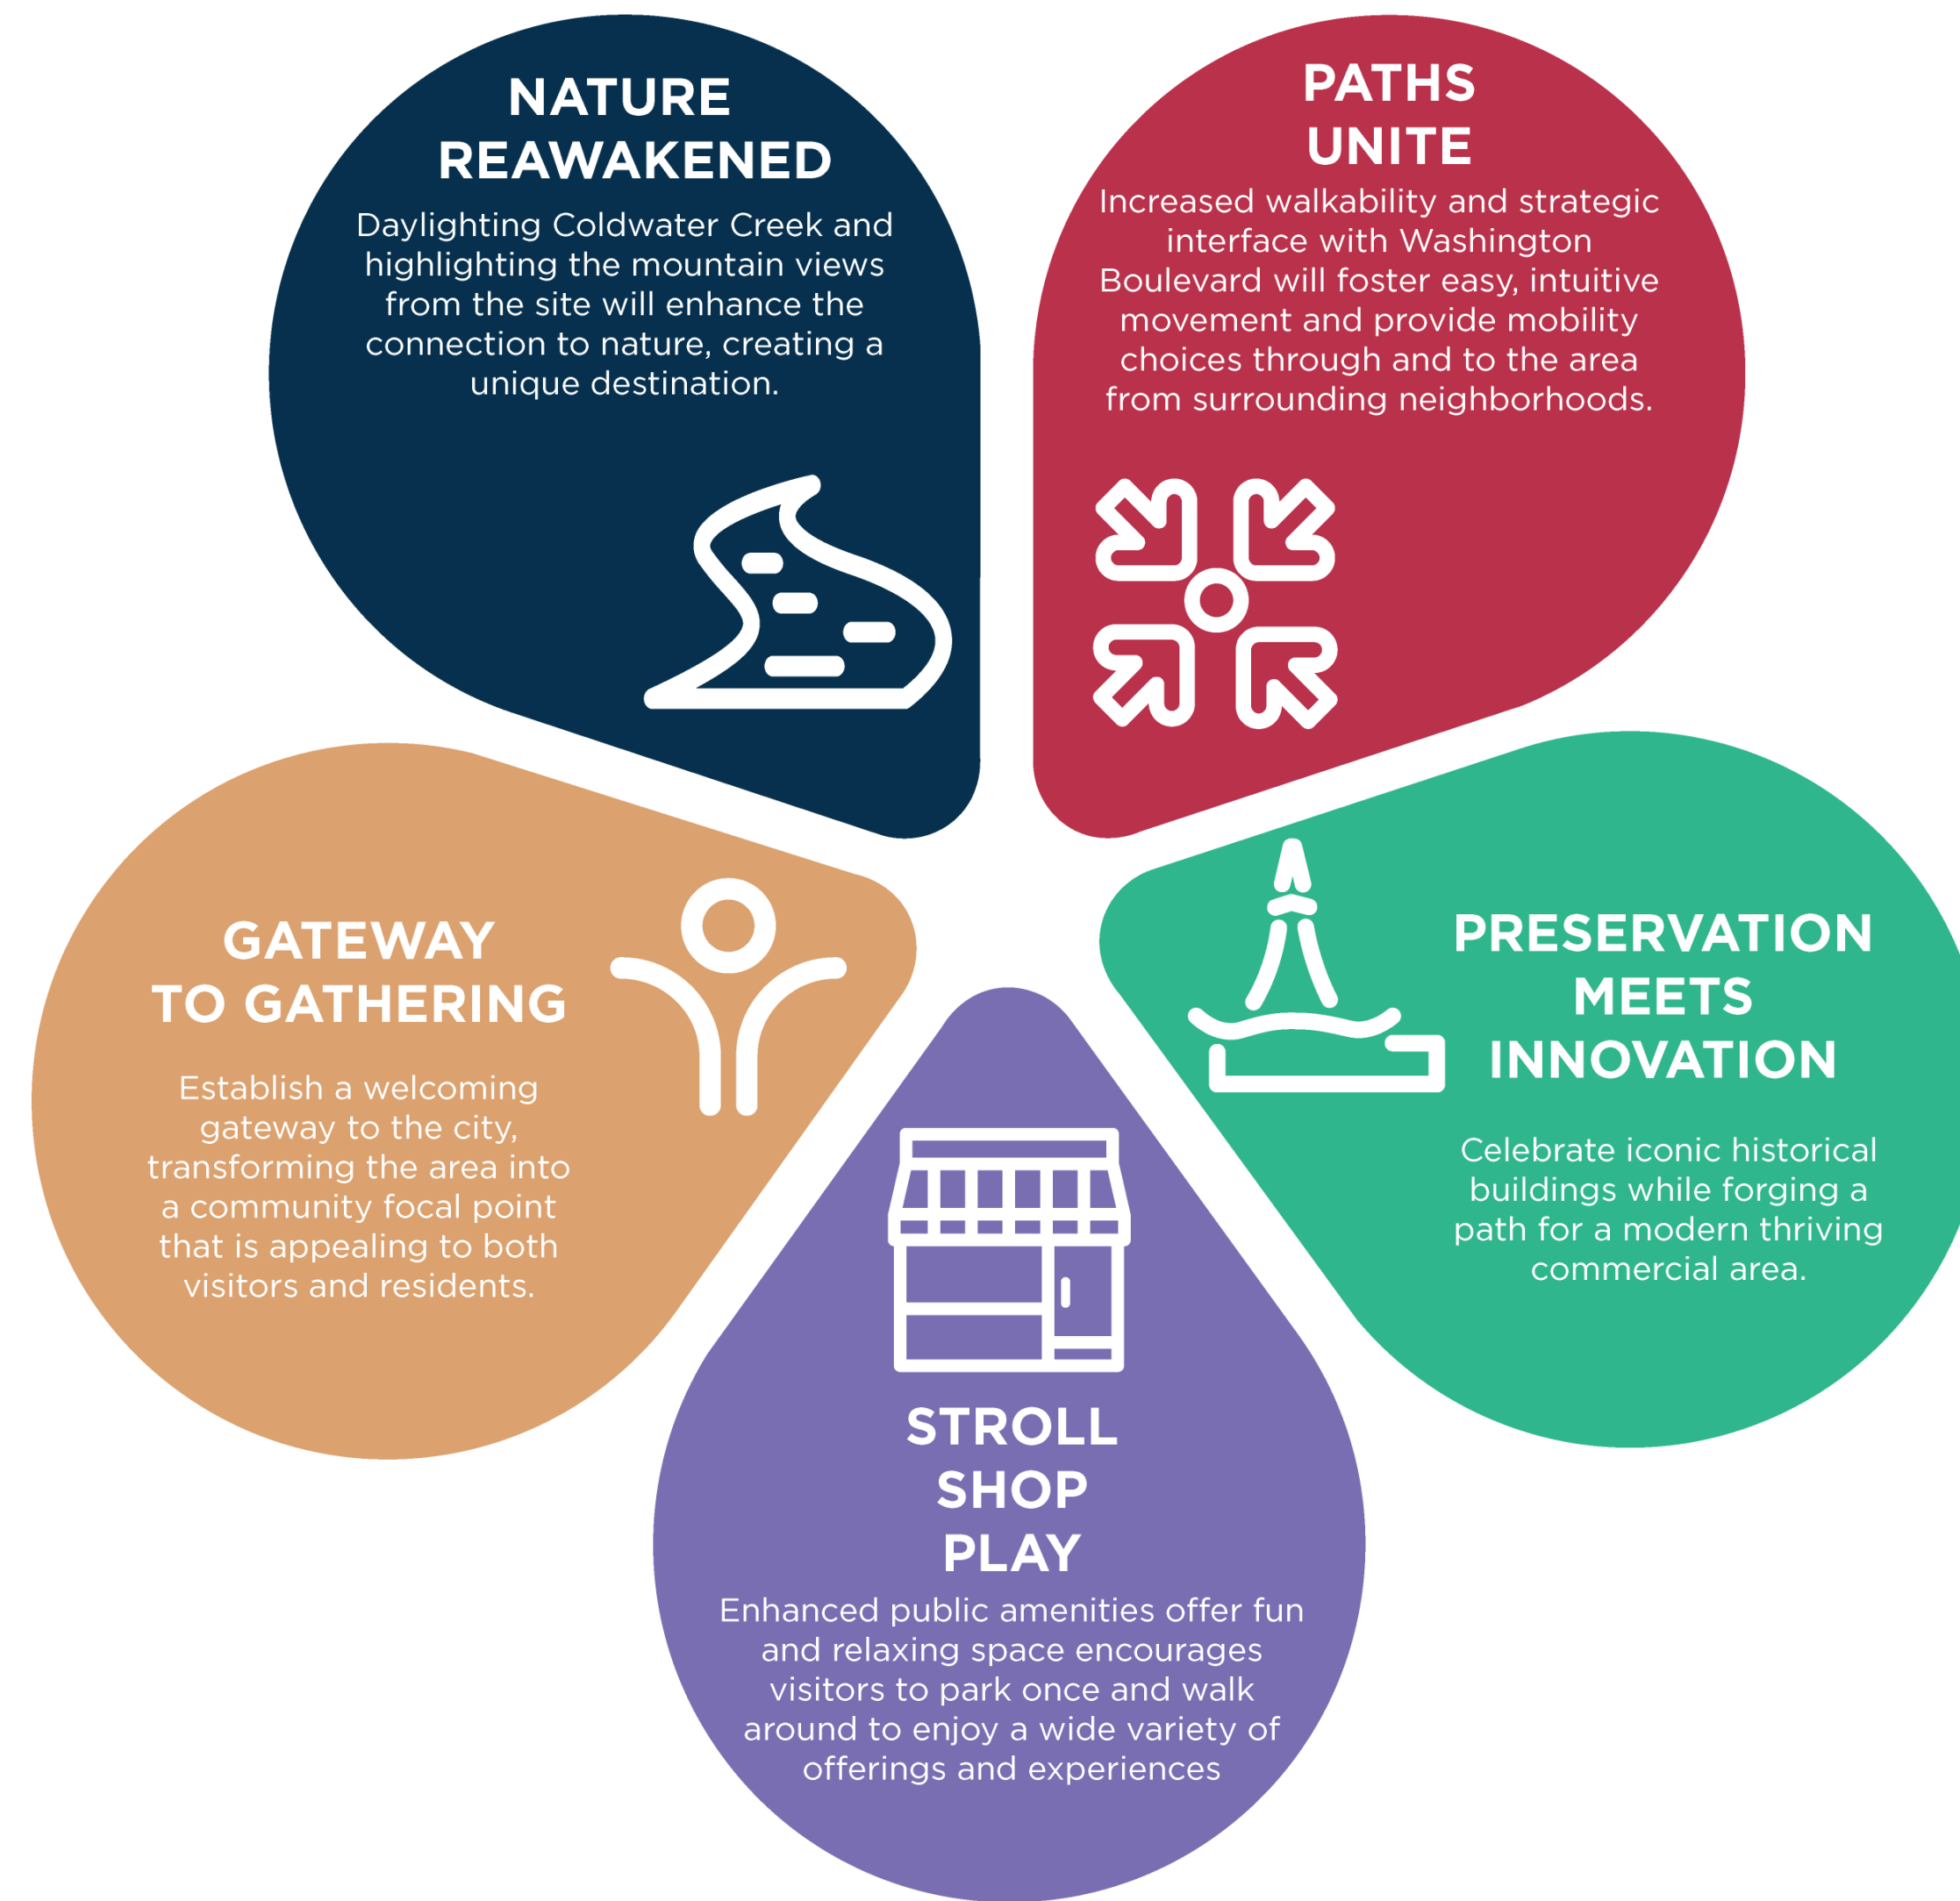 NATURE
REAWAKENED
Daylighting Coldwater Creek and
highlighting the mountain views
from the site will enhance the
connection to nature, creating a
unique destination.
PATHS
UNITE
Increased walkability and strategic
interface with Washington
Boulevard will foster easy, intuitive
movement and provide mobility
choices through and to the area
from surrounding neighborhoods.
GATEWAY
TO GATHERING
Establish a welcoming
gateway to the city,
transforming the area into
a community focal point
that is appealing to both
visitors and residents.
PRESERVATION
MEETS
INNOVATION
Celebrate iconic historical
buildings while forging a
path for a modern thriving
commercial area.
STROLL
SHOP
PLAY
Enhanced public amenities offer fun
and relaxing space encourages
visitors to park once and walk
around to enjoy a wide variety of
offerings and experiences